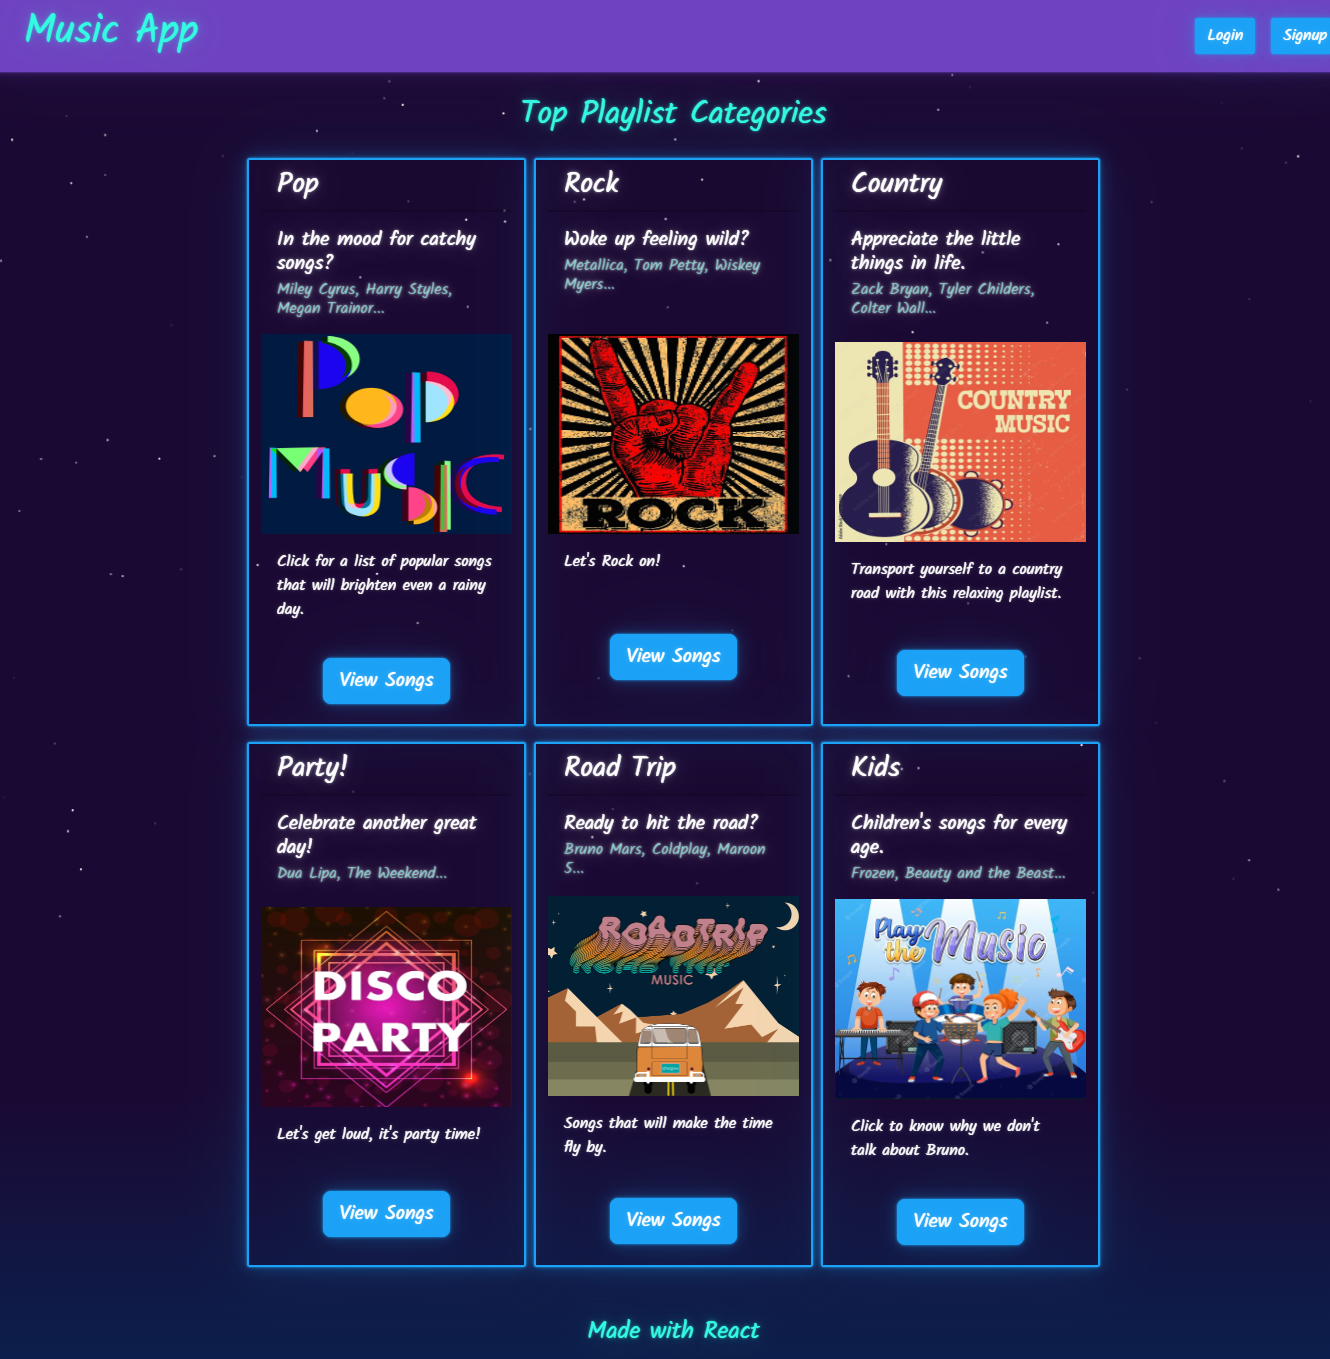 Music App
Login
Signup
Top Playlist Categories
Pop
In the mood for catchy
songs?
Miley Cyrus, Harry Styles,
Megan Trainor...
POP
MUSIC
Click for a list of popular songs
that will brighten even a rainy
day.
View Songs
Rock
Woke up feeling wild?
Metallica, Tom Petty, Wiskey
Myers...
ROCK
Let's Rock on!
View Songs
Country
Appreciate the little
things in life.
Zack Bryan, Tyler Childers,
Colter Wall...
COUNTRY
MUSIC
Transport yourself to a country
road with this relaxing playlist.
View Songs
Party!
Celebrate another great
day!
Dua Lipa, The Weekend...
DISCO
PARTY
Let's get loud, it's party time!
View Songs
Road Trip
Ready to hit the road?
Bruno Mars, Coldplay, Maroon
5...
ROADTRIP
MUSIC
Songs that will make the time
fly by.
View Songs
Kids
Children's songs for every
age.
Frozen, Beauty and the Beast...
Play
the Music
Click to know why we don't
talk about Bruno.
View Songs
Made with React